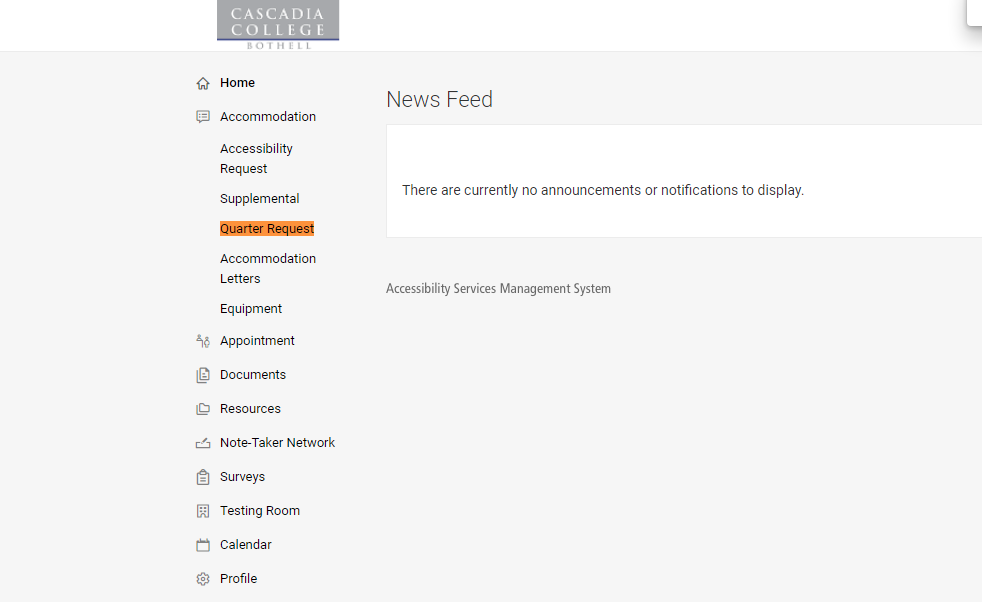 CASCADIA
COLLEGE
BOTHELL
Home
Accommodation
Accessibility
Request
Supplemental
Quarter Request
Accommodation
Letters
Equipment
Appointment
Documents
Resources
Note-Taker Network
Surveys
Testing Room
Calendar
Profile
News Feed
There are currently no announcements or notifications to display.
Accessibility Services Management System